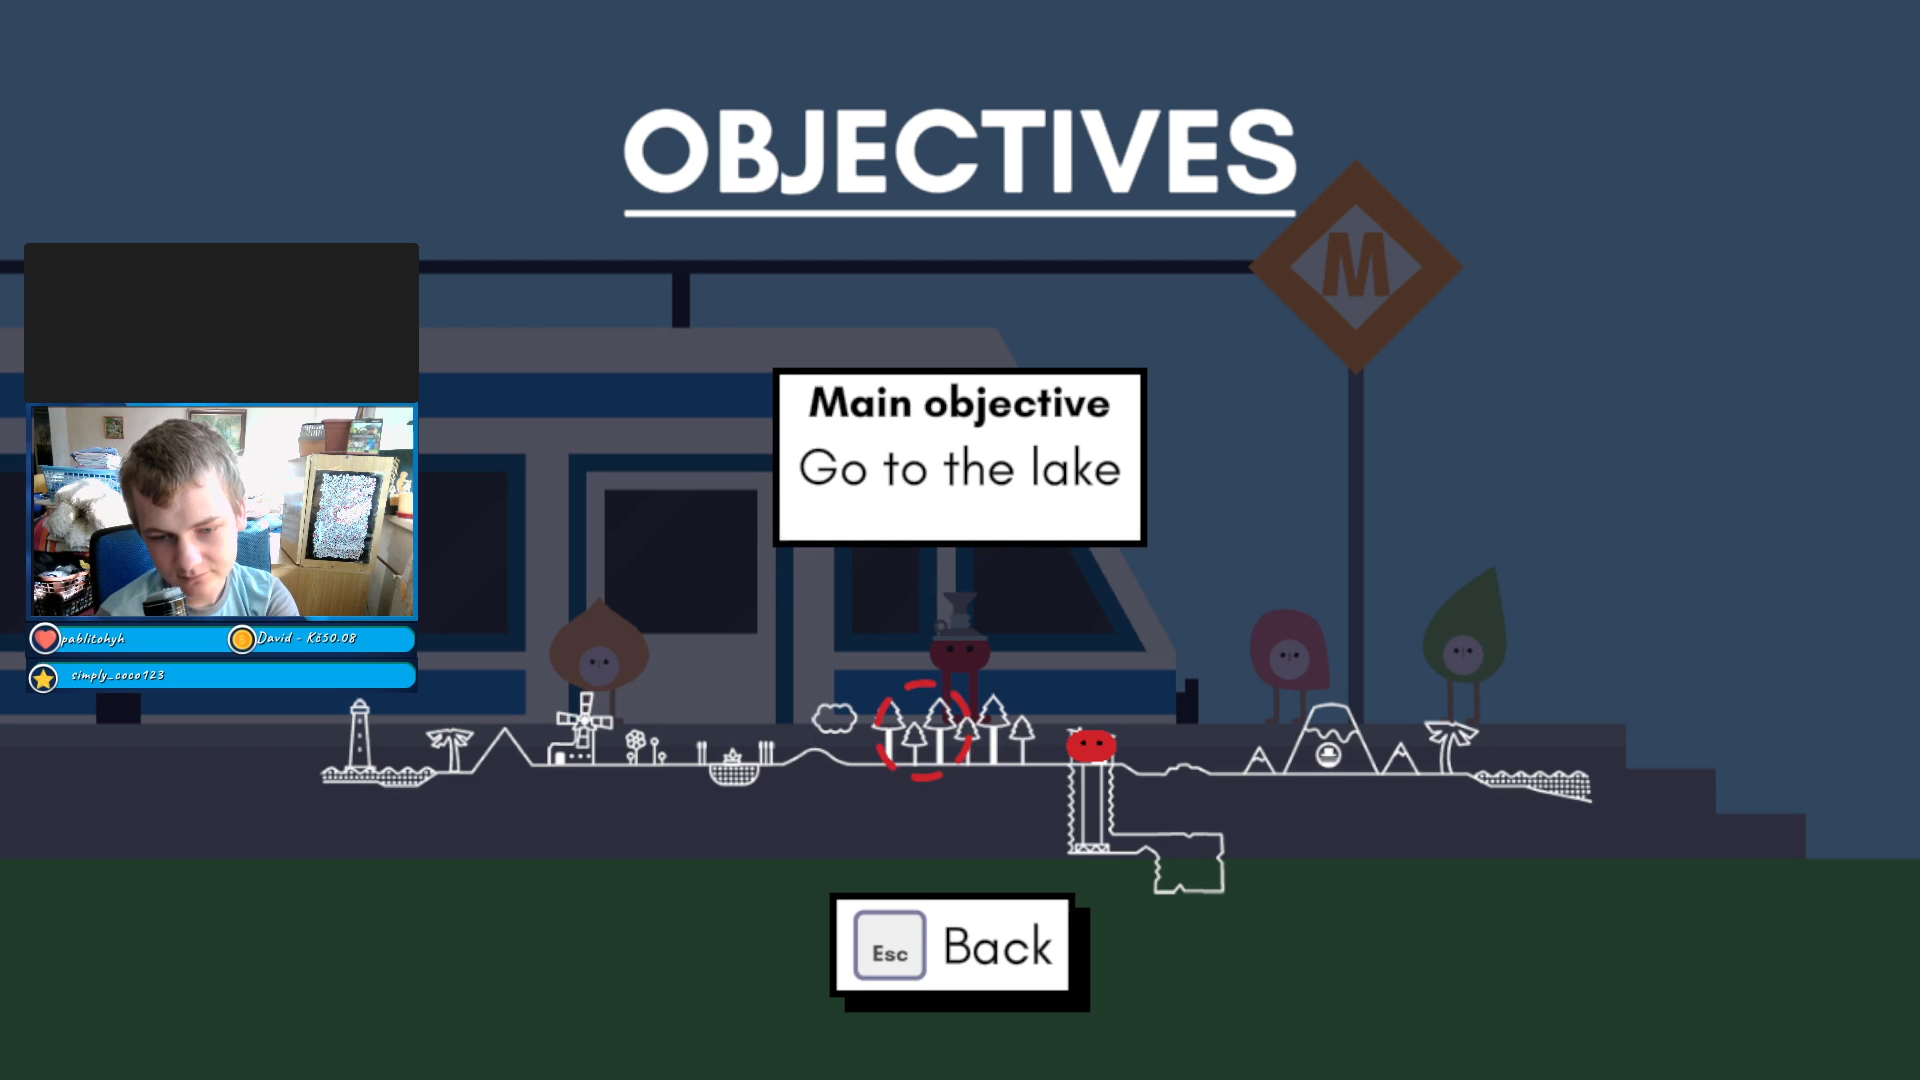 OBJECTIVES
M
Main objective
Go to the lake
pablitohyh
David - Kč50.08
simply_coco123
Esc Back